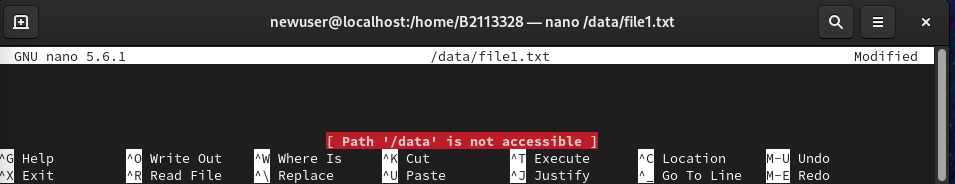 newuser@localhost:/home/B2113328 — nano /data/file1.txt
GNU nano 5.6.1 /data/file1.txt Modified
[ Path '/data' is not accessible ]
^G Help ^O Write Out ^W Where Is ^K Cut ^T Execute ^C Location M-U Undo
^X Exit ^R Read File ^\ Replace ^U Paste ^J Justify ^_ Go To Line M-E Redo